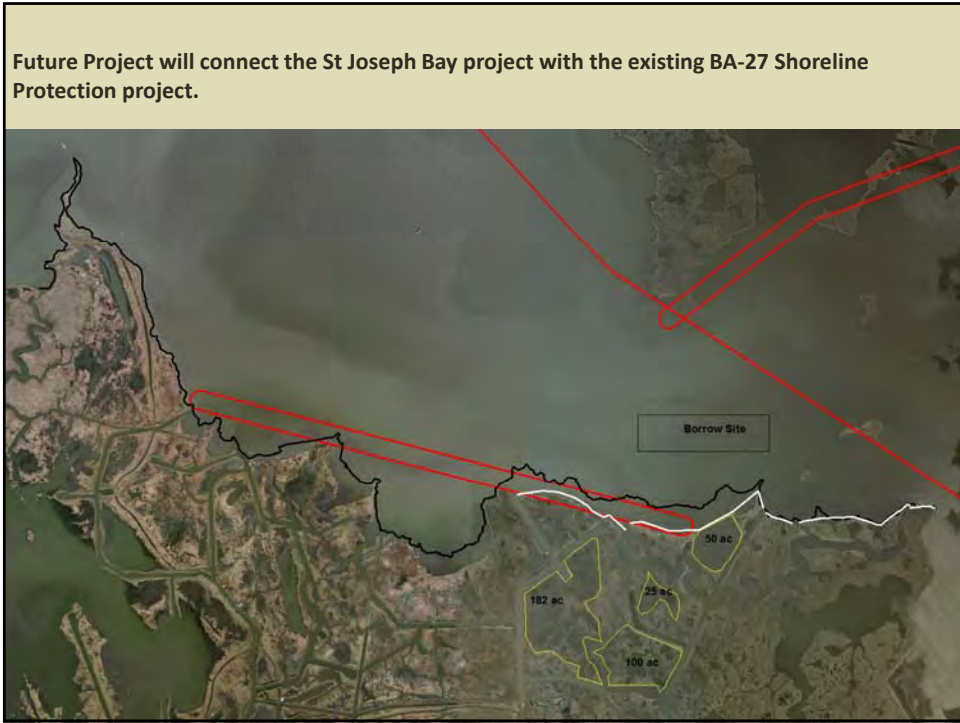 Future Project will connect the St Joseph Bay project with the existing BA-27 Shoreline
Protection project.
Borrow Site
50 ac
182 ac
25 ac
100 ac